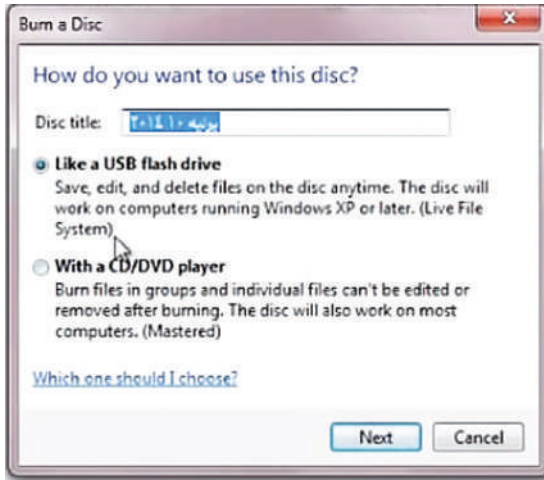 Burn a Disc
How do you want to use this disc?
Disc title: يونيه ١٠ ٢٠١٤
Like a USB flash drive
Save, edit, and delete files on the disc anytime. The disc will
work on computers running Windows XP or later. (Live File
System)
With a CD/DVD player
Burn files in groups and individual files can't be edited or
removed after burning. The disc will also work on most
computers. (Mastered)
Which one should I choose?
Next Cancel